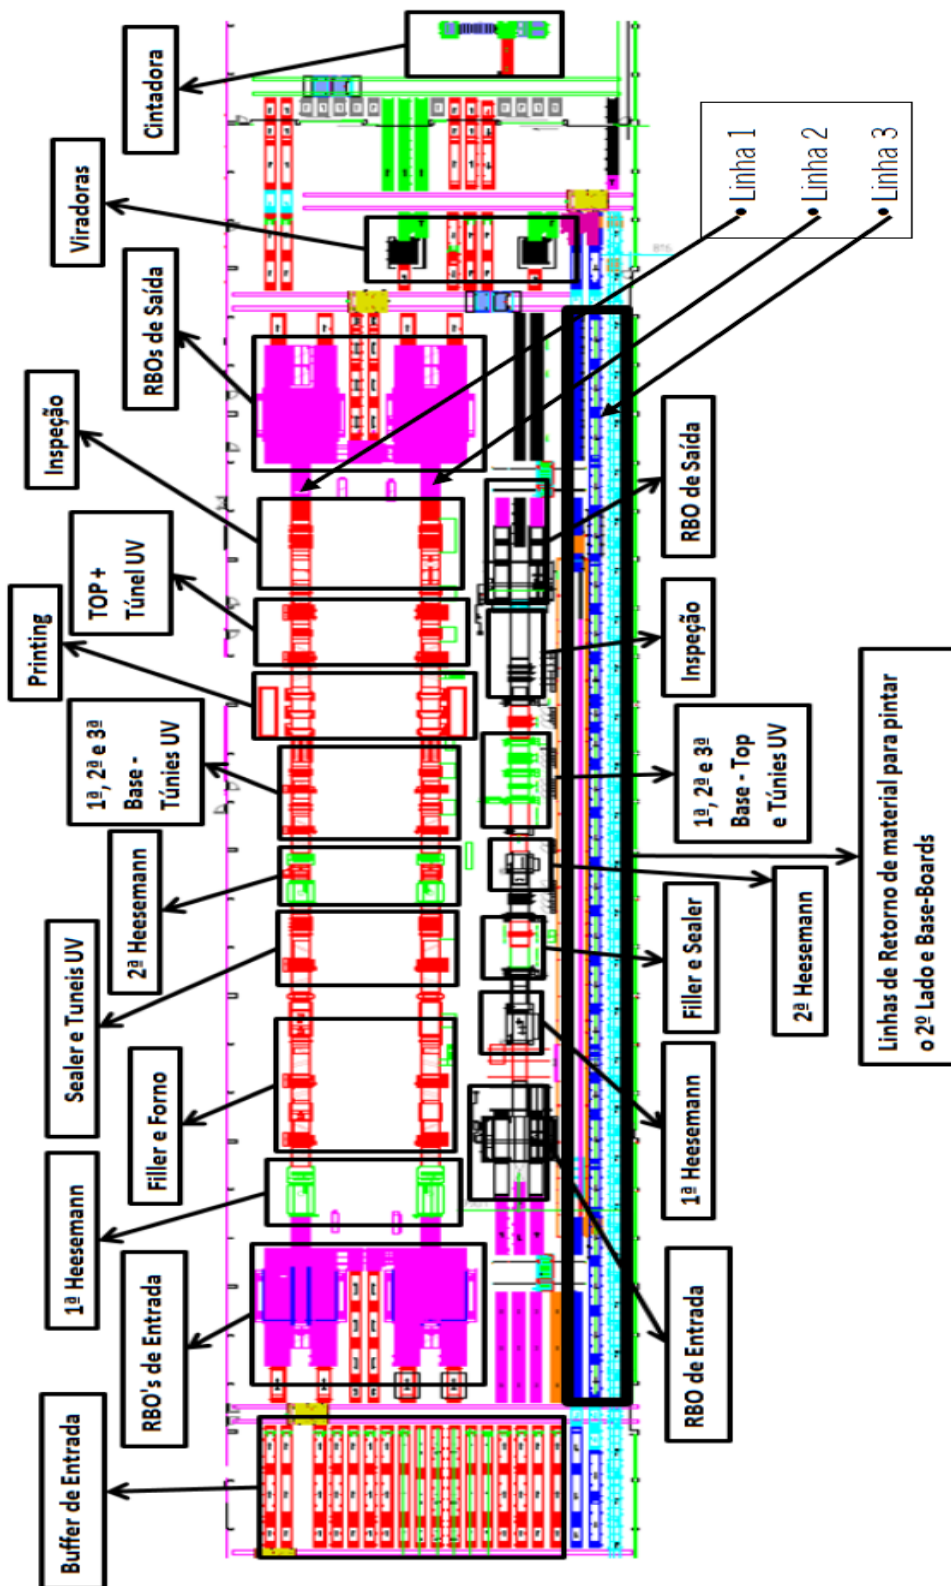 Cintadora
Viradoras
RBOs de Saída
Inspeção
TOP +
Túnel UV
Printing
1ª, 2ª e 3ª
Base -
Túnies UV
2ª Heesemann
Sealer e Tuneis UV
Filler e Forno
1ª Heesemann
RBO's de Entrada
Buffer de Entrada
• Linha 1
• Linha 2
• Linha 3
RBO de Saída
Inspeção
1ª, 2ª e 3ª
Base - Top
e Túnies UV
Linhas de Retorno de material para pintar
o 2º Lado e Base-Boards
2ª Heesemann
Filler e Sealer
1ª Heesemann
RBO de Entrada